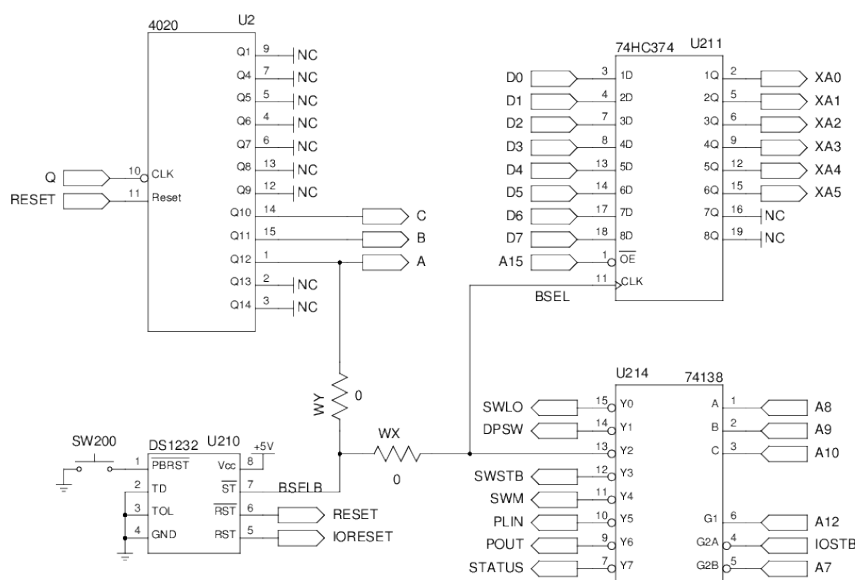 4020 U2
Q1 9 NC
Q4 7 NC
Q5 5 NC
Q6 4 NC
Q7 6 NC
Q8 13 NC
Q 10 CLK
Q9 12 NC
RESET 11 Reset
Q10 14 C
Q11 15 B
Q12 1 A
Q13 2 NC
Q14 3 NC
74HC374 U211
D0 3 1D 1Q 2 XA0
D1 4 2D 2Q 5 XA1
D2 7 3D 3Q 6 XA2
D3 8 4D 4Q 9 XA3
D4 13 5D 5Q 12 XA4
D5 14 6D 6Q 15 XA5
D6 17 7D 7Q 16 NC
D7 18 8D 8Q 19 NC
A15 1 OE
11 CLK
BSEL
WY 0
WX 0
SW200
DS1232 U210
+5V
1 PBRST Vcc 8
2 TD ST 7 BSELB
3 TOL RST 6 RESET
4 GND RST 5 IORESET
U214 74138
SWLO 15 Y0 A 1 A8
DPSW 14 Y1 B 2 A9
13 Y2 C 3 A10
SWSTB 12 Y3
SWM 11 Y4
PLIN 10 Y5 G1 6 A12
POUT 9 Y6 G2A 4 IOSTB
STATUS 7 Y7 G2B 5 A7